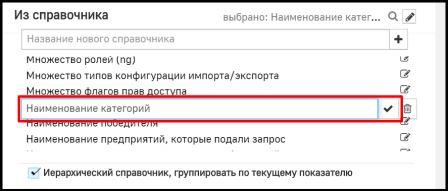 Из справочника
выбрано: Наименование катег...
Название нового справочника
Множество ролей (ng)
Множество типов конфигурации импорта/экспорта
Множество флагов прав доступа
Наименование категорий
Наименование победителя
Наименование предприятий, которые подали запрос
Иерархический справочник, группировать по текущему показателю